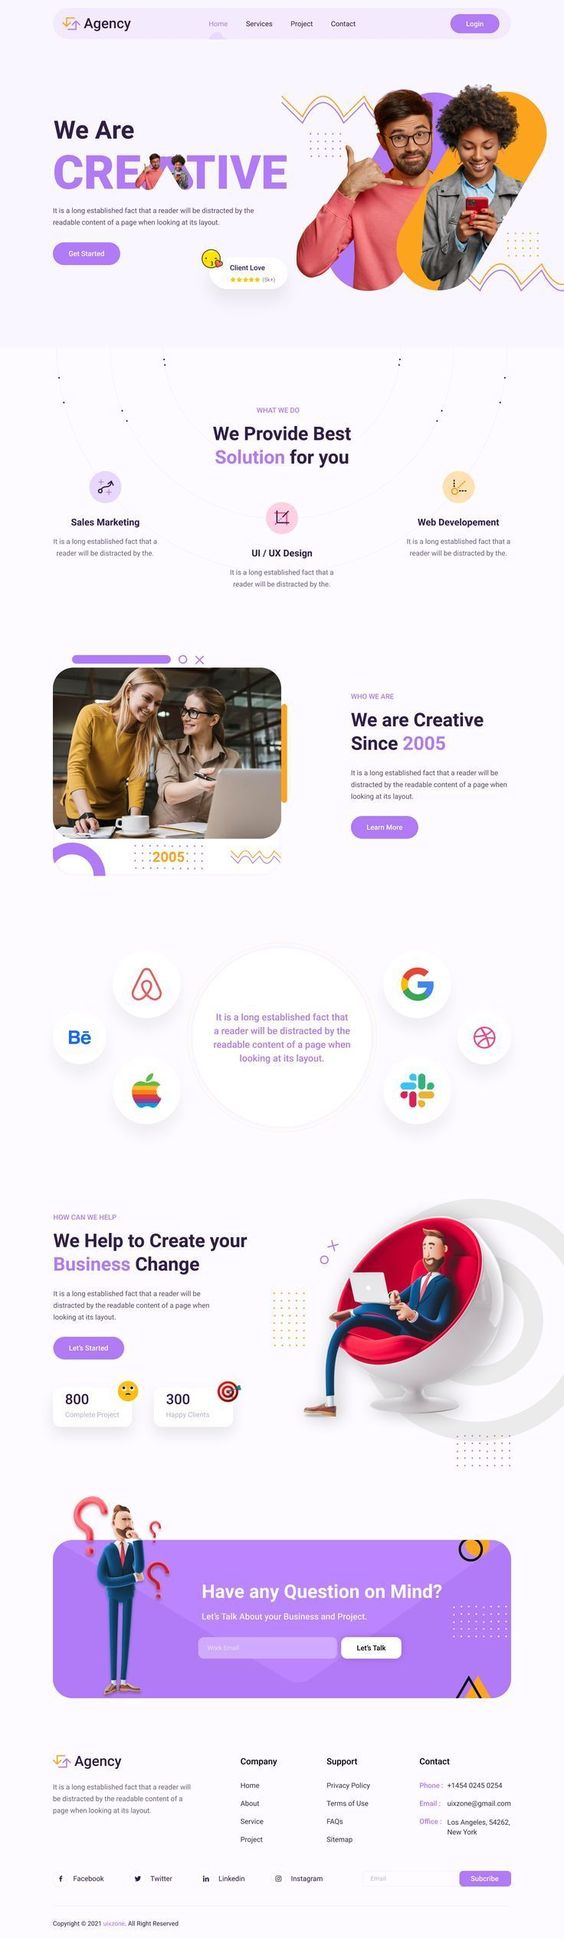 Agency
Home Services Project Contact Login
We Are
CREATIVE
It is a long established fact that a reader will be distracted by the
readable content of a page when looking at its layout.
Get Started
Client Love
(5k+)
WHAT WE DO
We Provide Best
Solution for you
Sales Marketing
It is a long established fact that a
reader will be distracted by the.
UI / UX Design
It is a long established fact that a
reader will be distracted by the.
Web Developement
It is a long established fact that a
reader will be distracted by the.
WHO WE ARE
We are Creative
Since 2005
It is a long established fact that a reader will be
distracted by the readable content of a page when
looking at its layout.
Learn More
2005
Bē
It is a long established fact that
a reader will be distracted by the
readable content of a page when
looking at its layout.
G
HOW CAN WE HELP
We Help to Create your
Business Change
It is a long established fact that a reader will be
distracted by the readable content of a page when
looking at its layout.
Let's Started
800
Complete Project
300
Happy Clients
Have any Question on Mind?
Let's Talk About your Business and Project.
Work Email
Let's Talk
Agency
It is a long established fact that a reader will
be distracted by the readable content of a
page when looking at its layout.
Company
Home
About
Service
Project
Support
Privacy Policy
Terms of Use
FAQs
Sitemap
Contact
Phone : +1454 0245 0254
Email : uixzone@gmail.com
Office : Los Angeles, 54262,
New York
Facebook Twitter Linkedin Instagram
Email
Subcribe
Copyright © 2021 uixzone. All Right Reserved